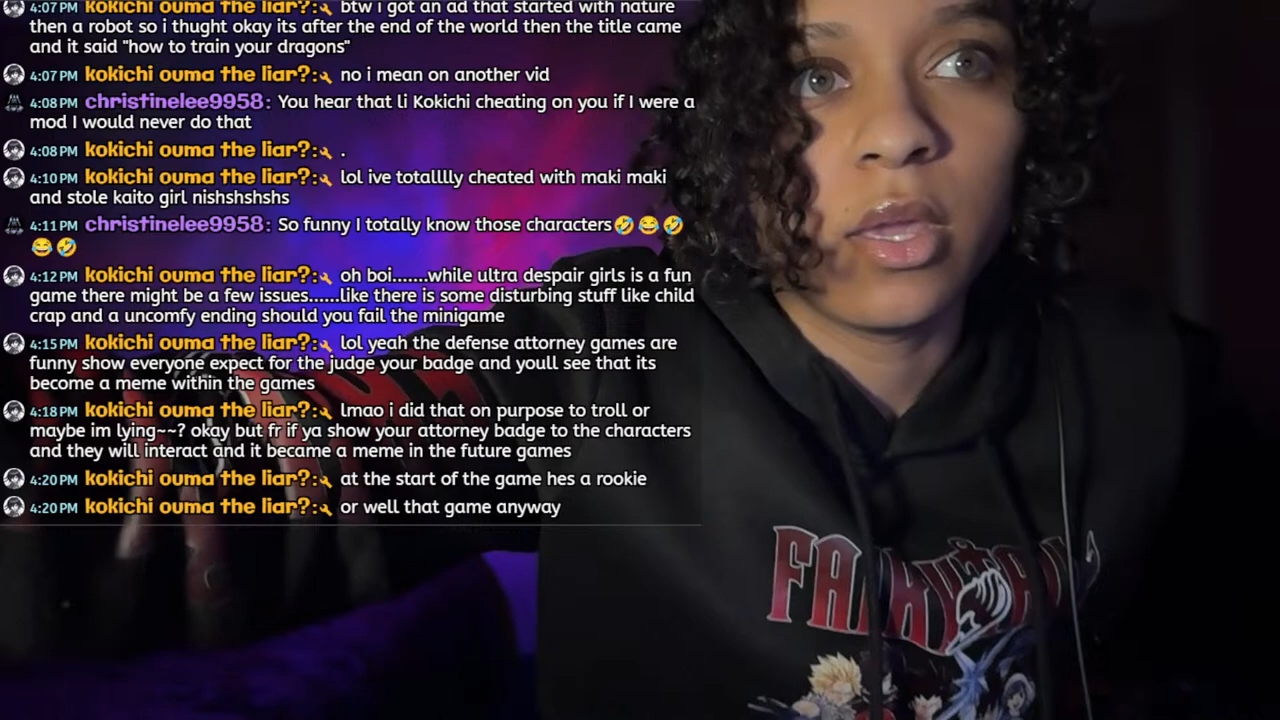 4:07 PM kokichi ouma the liar?: btw i got an ad that started with nature
then a robot so i thught okay its after the end of the world then the title came
and it said "how to train your dragons"
4:07 PM kokichi ouma the liar?: no i mean on another vid
4:08 PM christinelee9958: You hear that li Kokichi cheating on you if I were a
mod I would never do that
4:08 PM kokichi ouma the liar?: .
4:10 PM kokichi ouma the liar?: lol ive totalllly cheated with maki maki
and stole kaito girl nishshshshs
4:11 PM christinelee9958: So funny I totally know those characters🤣😂🤣
😂🤣
4:12 PM kokichi ouma the liar?: oh boi.......while ultra despair girls is a fun
game there might be a few issues......like there is some disturbing stuff like child
crap and a uncomfy ending should you fail the minigame
4:15 PM kokichi ouma the liar?: lol yeah the defense attorney games are
funny show everyone expect for the judge your badge and youll see that its
become a meme within the games
4:18 PM kokichi ouma the liar?: lmao i did that on purpose to troll or
maybe im lying~~? okay but fr if ya show your attorney badge to the characters
and they will interact and it became a meme in the future games
4:20 PM kokichi ouma the liar?: at the start of the game hes a rookie
4:20 PM kokichi ouma the liar?: or well that game anyway
FAIRY TAIL